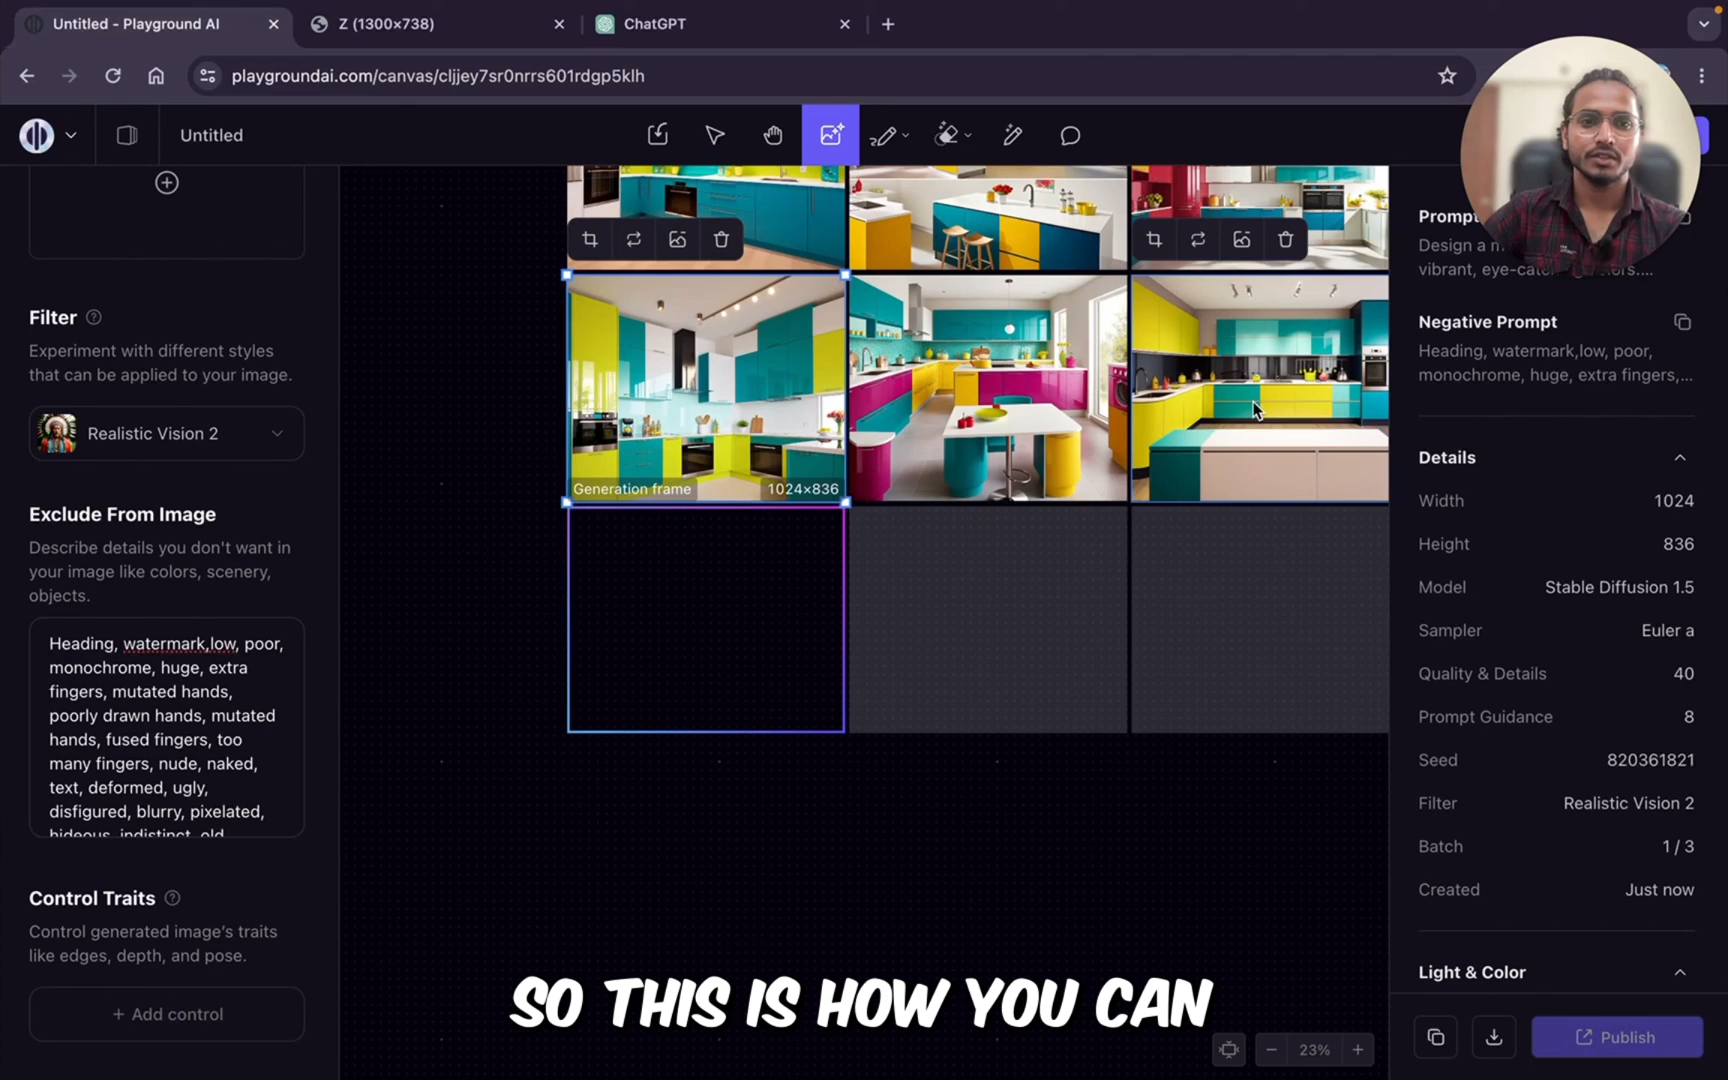 Untitled - Playground AI
Z (1300×738)
ChatGPT
playgroundai.com/canvas/cljjey7sr0nrrs601rdgp5klh
Untitled
Filter
Experiment with different styles
that can be applied to your image.
Realistic Vision 2
Exclude From Image
Describe details you don't want in
your image like colors, scenery,
objects.
Heading, watermark,low, poor,
monochrome, huge, extra
fingers, mutated hands,
poorly drawn hands, mutated
hands, fused fingers, too
many fingers, nude, naked,
text, deformed, ugly,
disfigured, blurry, pixelated,
hideous, indistinct, old,
Control Traits
Control generated image's traits
like edges, depth, and pose.
+ Add control
Generation frame 1024×836
SO THIS IS HOW YOU CAN
23%
Prompt
Design a
vibrant,
Negative Prompt
Heading, watermark,low, poor,
monochrome, huge, extra fingers,...
Details
Width 1024
Height 836
Model Stable Diffusion 1.5
Sampler Euler a
Quality & Details 40
Prompt Guidance 8
Seed 820361821
Filter Realistic Vision 2
Batch 1 / 3
Created Just now
Light & Color
Publish